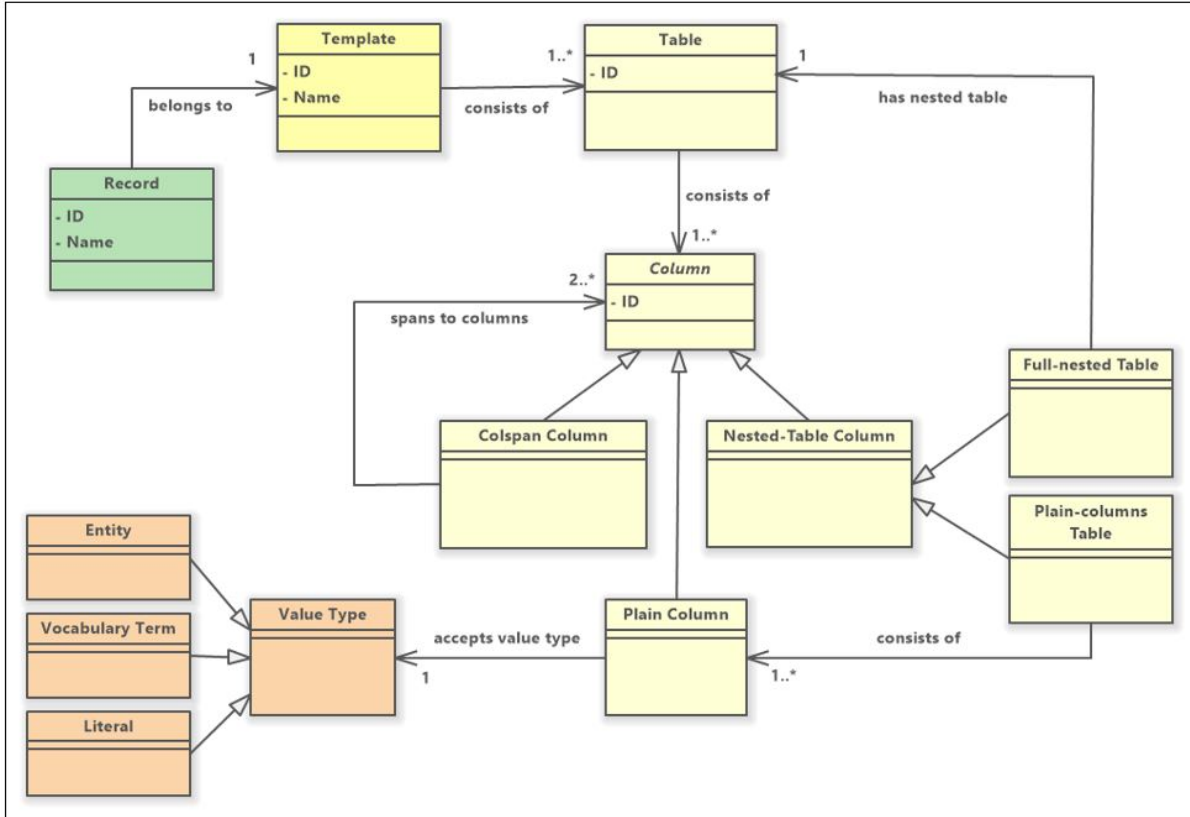 Template
- ID
- Name
1
belongs to
Record
- ID
- Name
consists of
1..*
Table
- ID
1
has nested table
consists of
1..*
Column
- ID
2..*
spans to columns
Colspan Column
Nested-Table Column
Full-nested Table
Plain-columns
Table
Entity
Vocabulary Term
Literal
Value Type
accepts value type
1
Plain Column
consists of
1..*